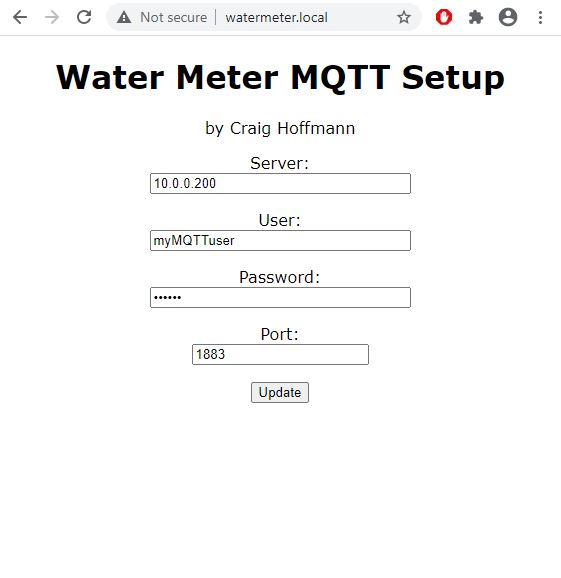 Not secure | watermeter.local
Water Meter MQTT Setup
by Craig Hoffmann
Server:
10.0.0.200
User:
myMQTTuser
Password:
••••••
Port:
1883
Update